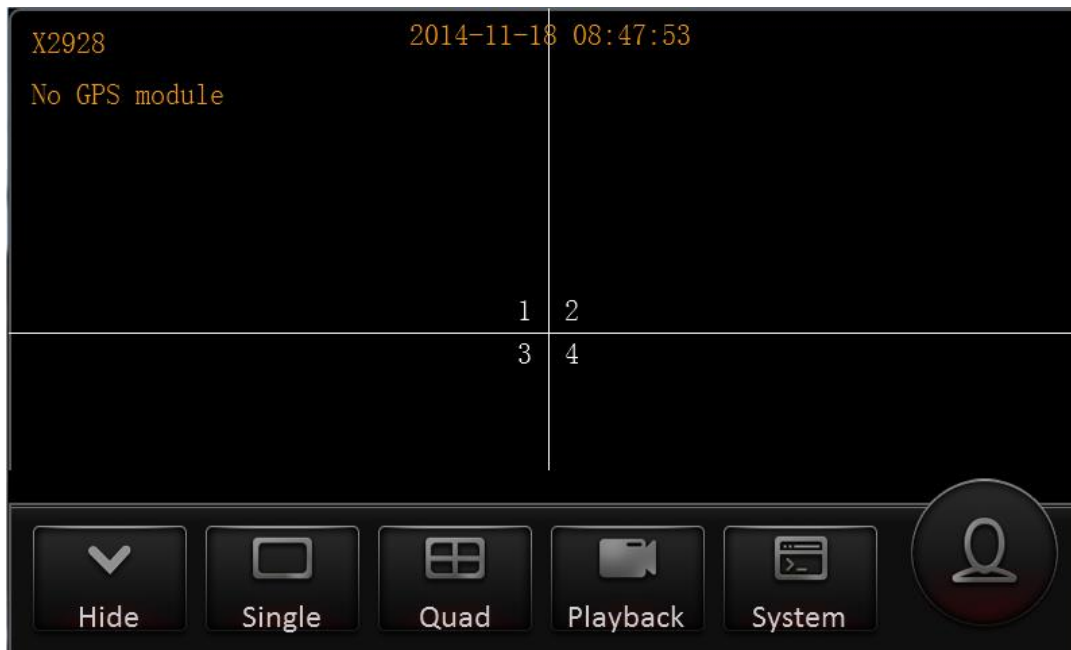 X2928 2014-11-18 08:47:53
No GPS module
1 2
3 4
Hide Single Quad Playback System